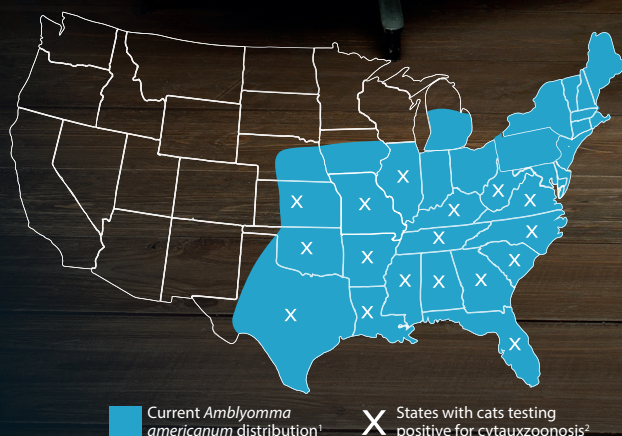 Current Amblyomma
americanum distribution¹
X States with cats testing
positive for cytauxzoonosis²